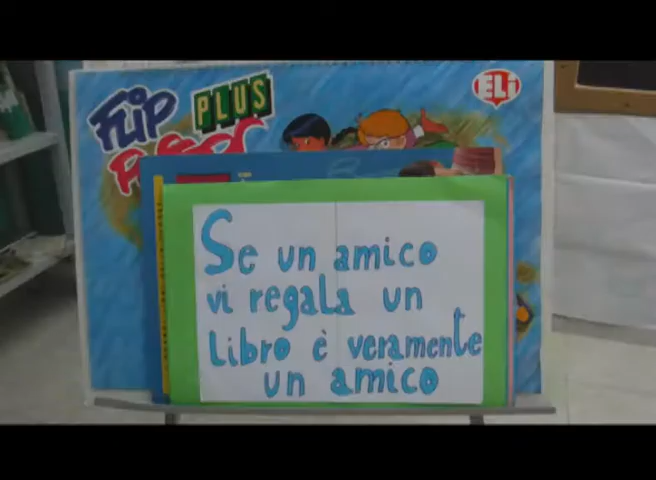 FLIP PLUS
ELi
Se un amico
vi regala un
libro è veramente
un amico